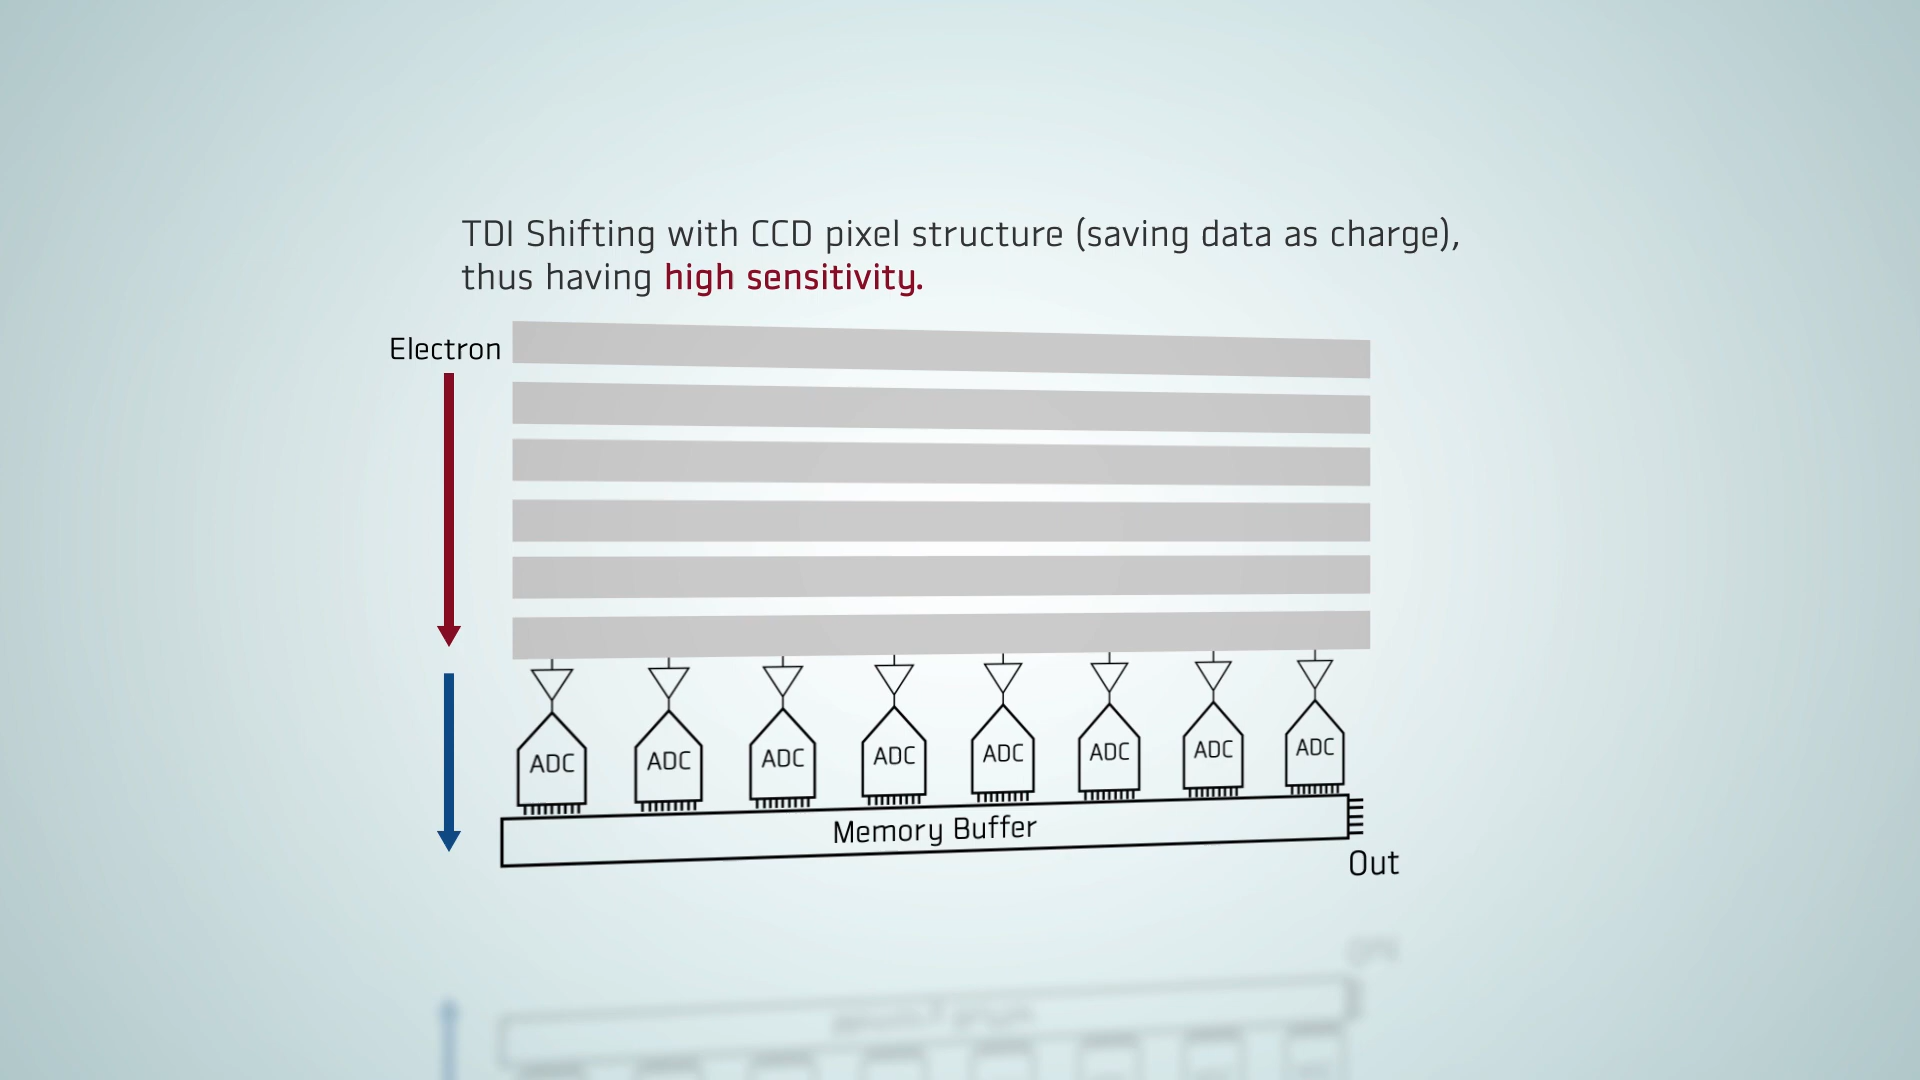 TDI Shifting with CCD pixel structure (saving data as charge),
thus having high sensitivity.
Electron
ADC ADC ADC ADC ADC ADC ADC ADC
Memory Buffer
Out